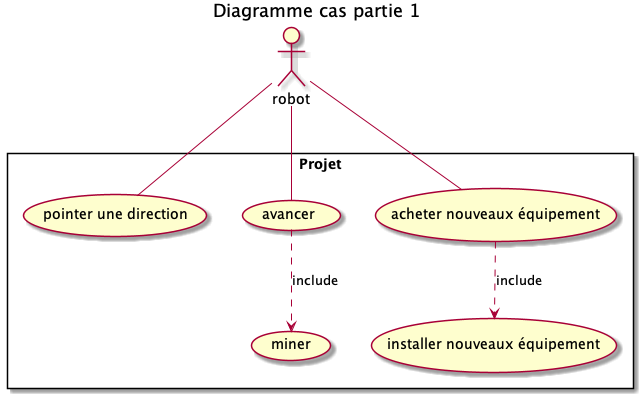 Diagramme cas partie 1
robot
Projet
pointer une direction
avancer
acheter nouveaux équipement
include
include
miner
installer nouveaux équipement